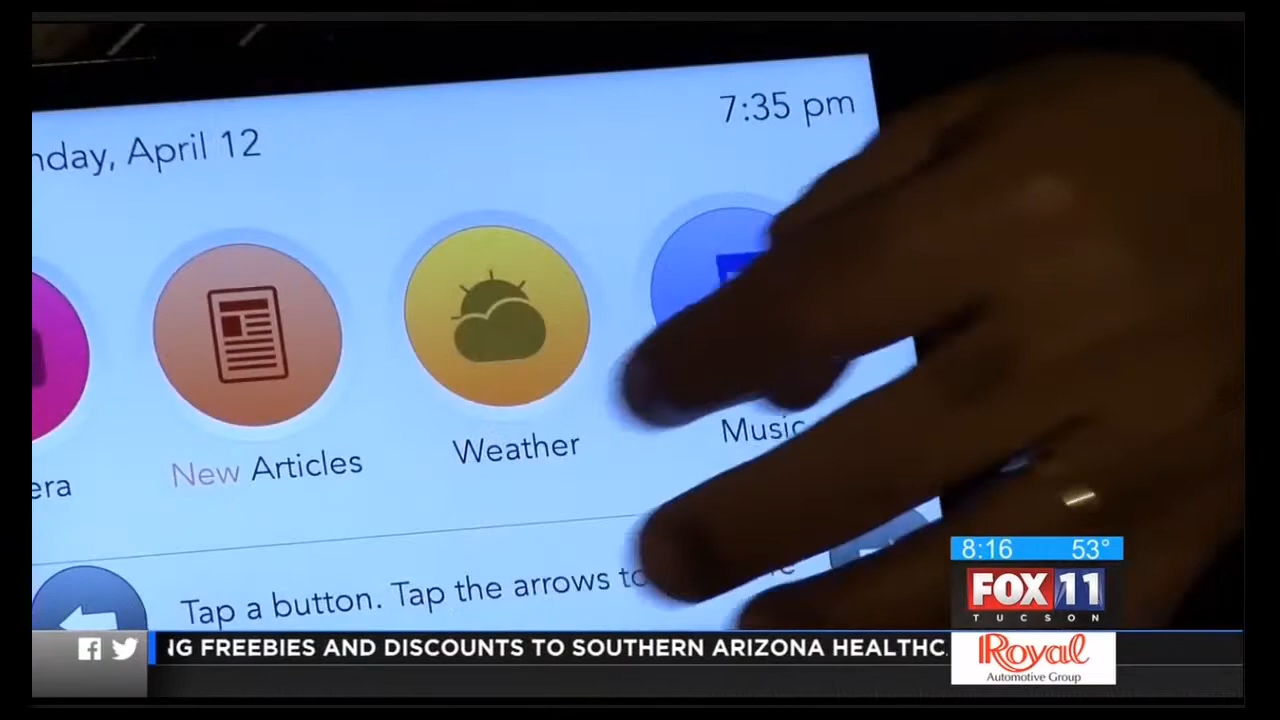 nday, April 12
7:35 pm
era
New Articles
Weather
Music
Tap a button. Tap the arrows to
8:16 53°
FOX 11
TUCSON
NG FREEBIES AND DISCOUNTS TO SOUTHERN ARIZONA HEALTHC
Royal
Automotive Group